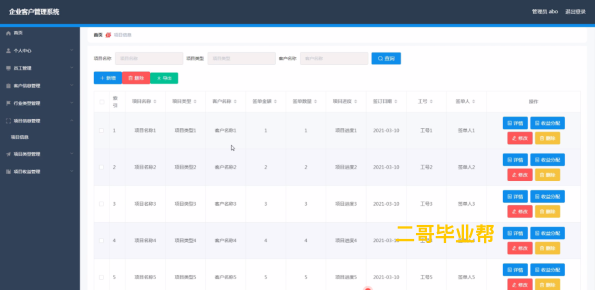 企业客户管理系统
管理员 abo 退出登录
首页
个人中心
员工管理
客户信息管理
行业类型管理
项目信息管理
项目信息
项目类型管理
项目收益管理
首页 项目信息
项目名称 项目名称 项目类型 项目类型 客户名称 客户名称 查询
新增 删除
索引 项目名称 项目类型 客户名称 签单金额 签单数量 项目进度 签订日期 工号 签单人 操作
1 项目名称1 项目类型1 客户名称1 1 1 项目进度1 2021-03-10 工号1 签单人1 详情 收益分配 修改 删除
2 项目名称2 项目类型2 客户名称2 2 2 项目进度2 2021-03-10 工号2 签单人2 详情 收益分配 修改 删除
3 项目名称3 项目类型3 客户名称3 3 3 项目进度3 2021-03-10 工号3 签单人3 详情 收益分配 修改 删除
4 项目名称4 项目类型4 客户名称4 4 4 项目进度4 2021-03-10 工号4 签单人4 详情 收益分配 修改 删除
二哥毕业帮
5 项目名称5 项目类型5 客户名称5 5 5 项目进度5 2021-03-10 工号5 签单人5 详情 收益分配 修改 删除